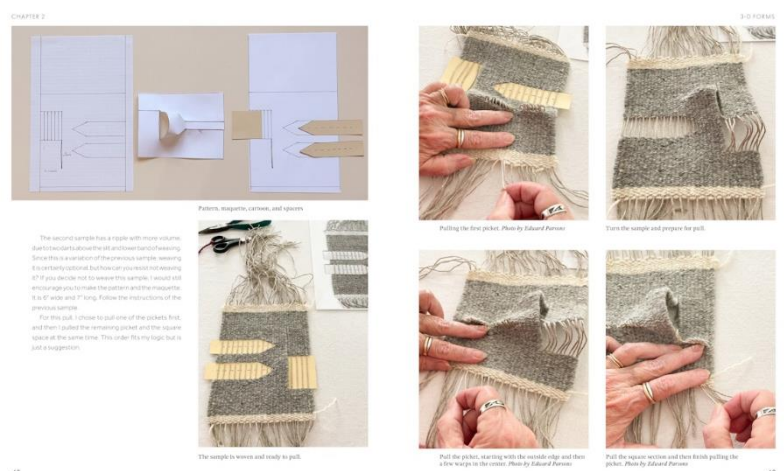 CHAPTER 2
3-D FORMS
Pattern, maquette, cartoon, and spacers.
The second sample has a ripple with more volume
due to two darts above the slit and lower band of weaving.
Since this is a variation of the previous sample, weaving
it is certainly optional, but how can you resist not weaving
it? If you decide not to weave this sample, I would still
encourage you to make the pattern and the maquette.
It is 6" wide and 7" long. Follow the instructions of the
previous sample.
For this pull, I chose to pull one of the pickets first,
and then I pulled the remaining picket and the square
space at the same time. This order fits my logic but is
just a suggestion.
The sample is woven and ready to pull.
Pulling the first picket. Photo by Edward Parsons
Turn the sample and prepare for pull.
Pull the picket, starting with the outside edge and then
a few warps in the center. Photo by Edward Parsons
Pull the square section and then finish pulling the
picket. Photo by Edward Parsons